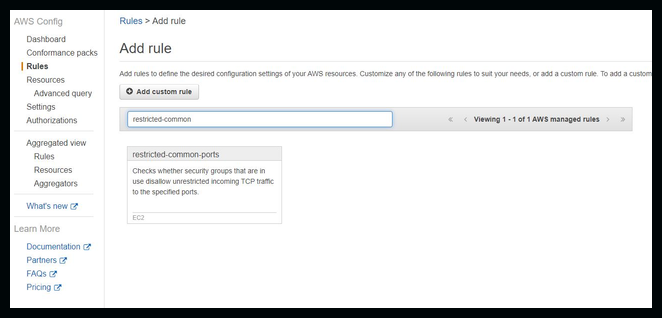 AWS Config
Dashboard
Conformance packs
Rules
Resources
Advanced query
Settings
Authorizations
Aggregated view
Rules
Resources
Aggregators
What's new
Learn More
Documentation
Partners
FAQs
Pricing
Rules > Add rule
Add rule
Add rules to define the desired configuration settings of your AWS resources. Customize any of the following rules to suit your needs, or add a custom rule. To add a custom
Add custom rule
restricted-common
« ‹ Viewing 1 - 1 of 1 AWS managed rules › »
restricted-common-ports
Checks whether security groups that are in
use disallow unrestricted incoming TCP traffic
to the specified ports.
EC2